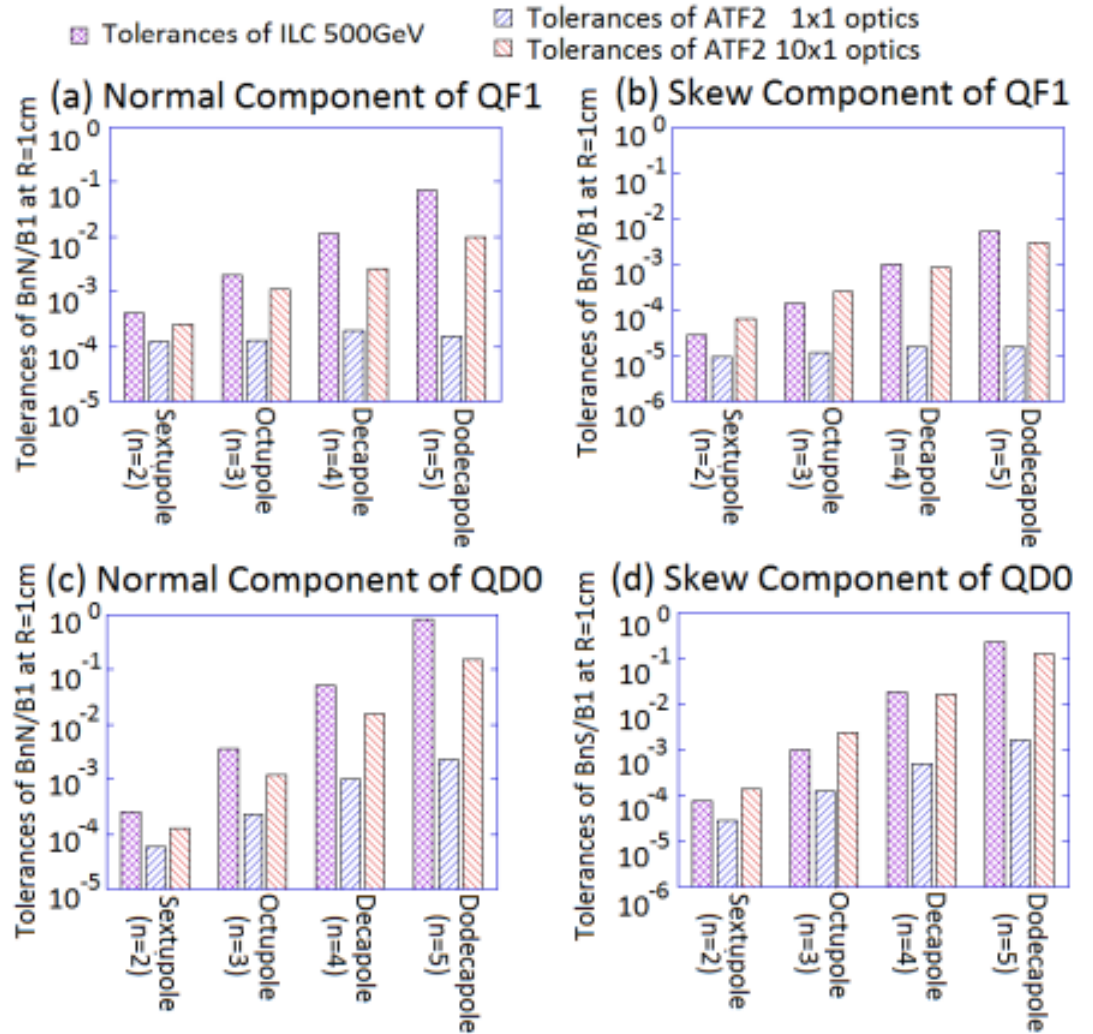 Tolerances of ILC 500GeV
Tolerances of ATF2 1x1 optics
Tolerances of ATF2 10x1 optics
(a) Normal Component of QF1
Tolerances of BnN/B1 at R=1cm
10^0
10^-1
10^-2
10^-3
10^-4
10^-5
Sextupole
(n=2)
Octupole
(n=3)
Decapole
(n=4)
Dodecapole
(n=5)
(b) Skew Component of QF1
Tolerances of BnS/B1 at R=1cm
10^0
10^-1
10^-2
10^-3
10^-4
10^-5
10^-6
Sextupole
(n=2)
Octupole
(n=3)
Decapole
(n=4)
Dodecapole
(n=5)
(c) Normal Component of QD0
Tolerances of BnN/B1 at R=1cm
10^0
10^-1
10^-2
10^-3
10^-4
10^-5
Sextupole
(n=2)
Octupole
(n=3)
Decapole
(n=4)
Dodecapole
(n=5)
(d) Skew Component of QD0
Tolerances of BnS/B1 at R=1cm
10^0
10^-1
10^-2
10^-3
10^-4
10^-5
10^-6
Sextupole
(n=2)
Octupole
(n=3)
Decapole
(n=4)
Dodecapole
(n=5)